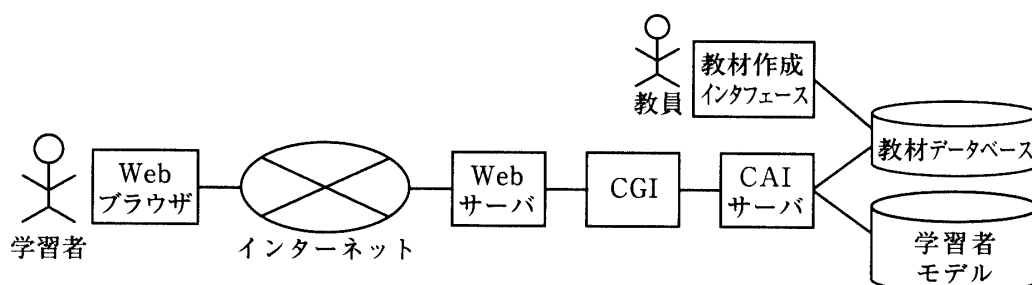 教材作成
インタフェース
教員
教材データベース
Web
ブラウザ
学習者
インターネット
Web
サーバ
CGI
CAI
サーバ
学習者
モデル